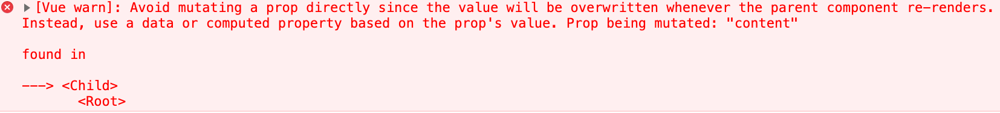 [Vue warn]: Avoid mutating a prop directly since the value will be overwritten whenever the parent component re-renders.
Instead, use a data or computed property based on the prop's value. Prop being mutated: "content"
found in
---> <Child>
<Root>